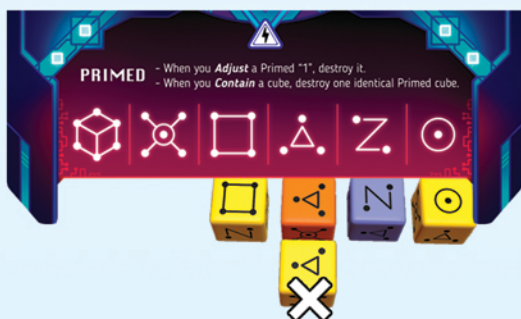 PRIMED
- When you Adjust a Primed "1", destroy it.
- When you Contain a cube, destroy one identical Primed cube.